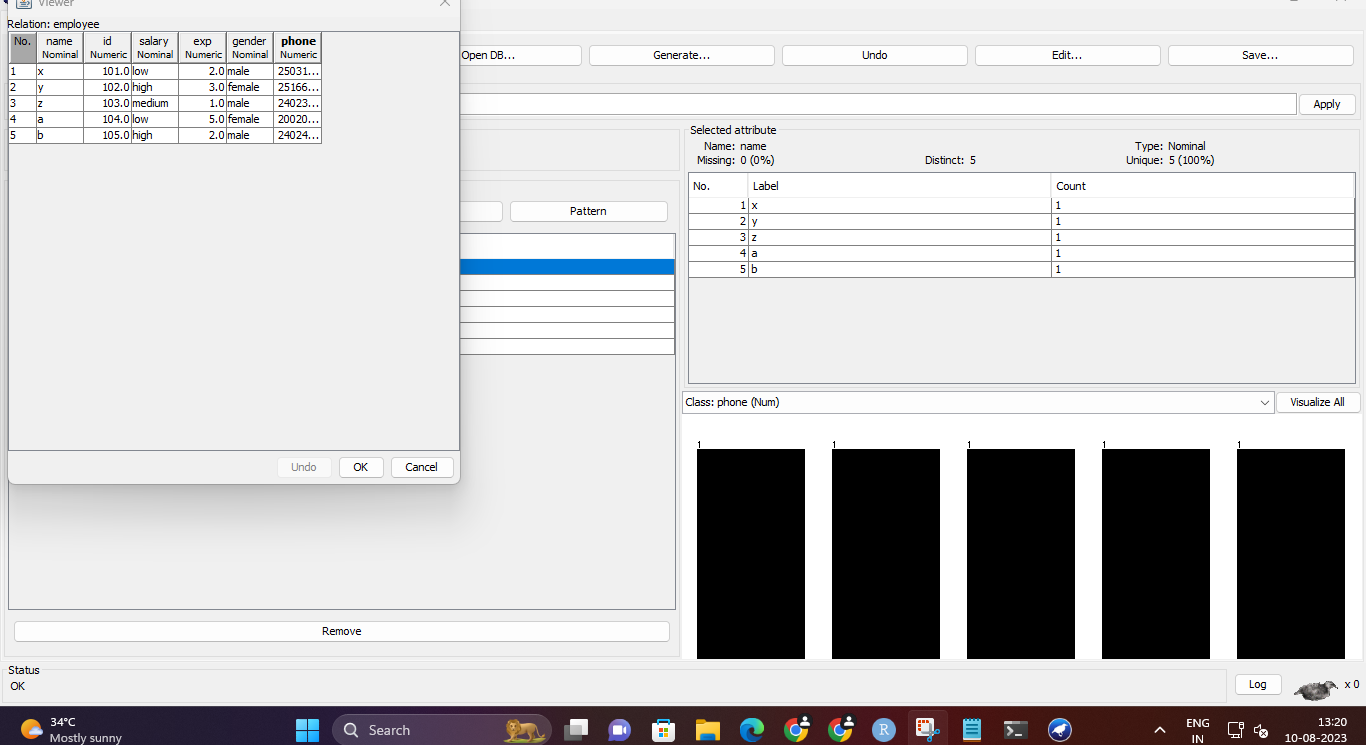 Viewer
Relation: employee
No. name id salary exp gender phone
Nominal Numeric Nominal Numeric Nominal Numeric
1 x 101.0 low 2.0 male 25031...
2 y 102.0 high 3.0 female 25166...
3 z 103.0 medium 1.0 male 24023...
4 a 104.0 low 5.0 female 20020...
5 b 105.0 high 2.0 male 24024...
Undo OK Cancel
Open DB... Generate... Undo Edit... Save...
Apply
Pattern
Remove
Selected attribute
Name: name Type: Nominal
Missing: 0 (0%) Distinct: 5 Unique: 5 (100%)
No. Label Count
1 x 1
2 y 1
3 z 1
4 a 1
5 b 1
Class: phone (Num) Visualize All
1 1 1 1 1
Status
OK
Log x 0
34°C
Mostly sunny
Search
R
ENG
IN
13:20
10-08-2023